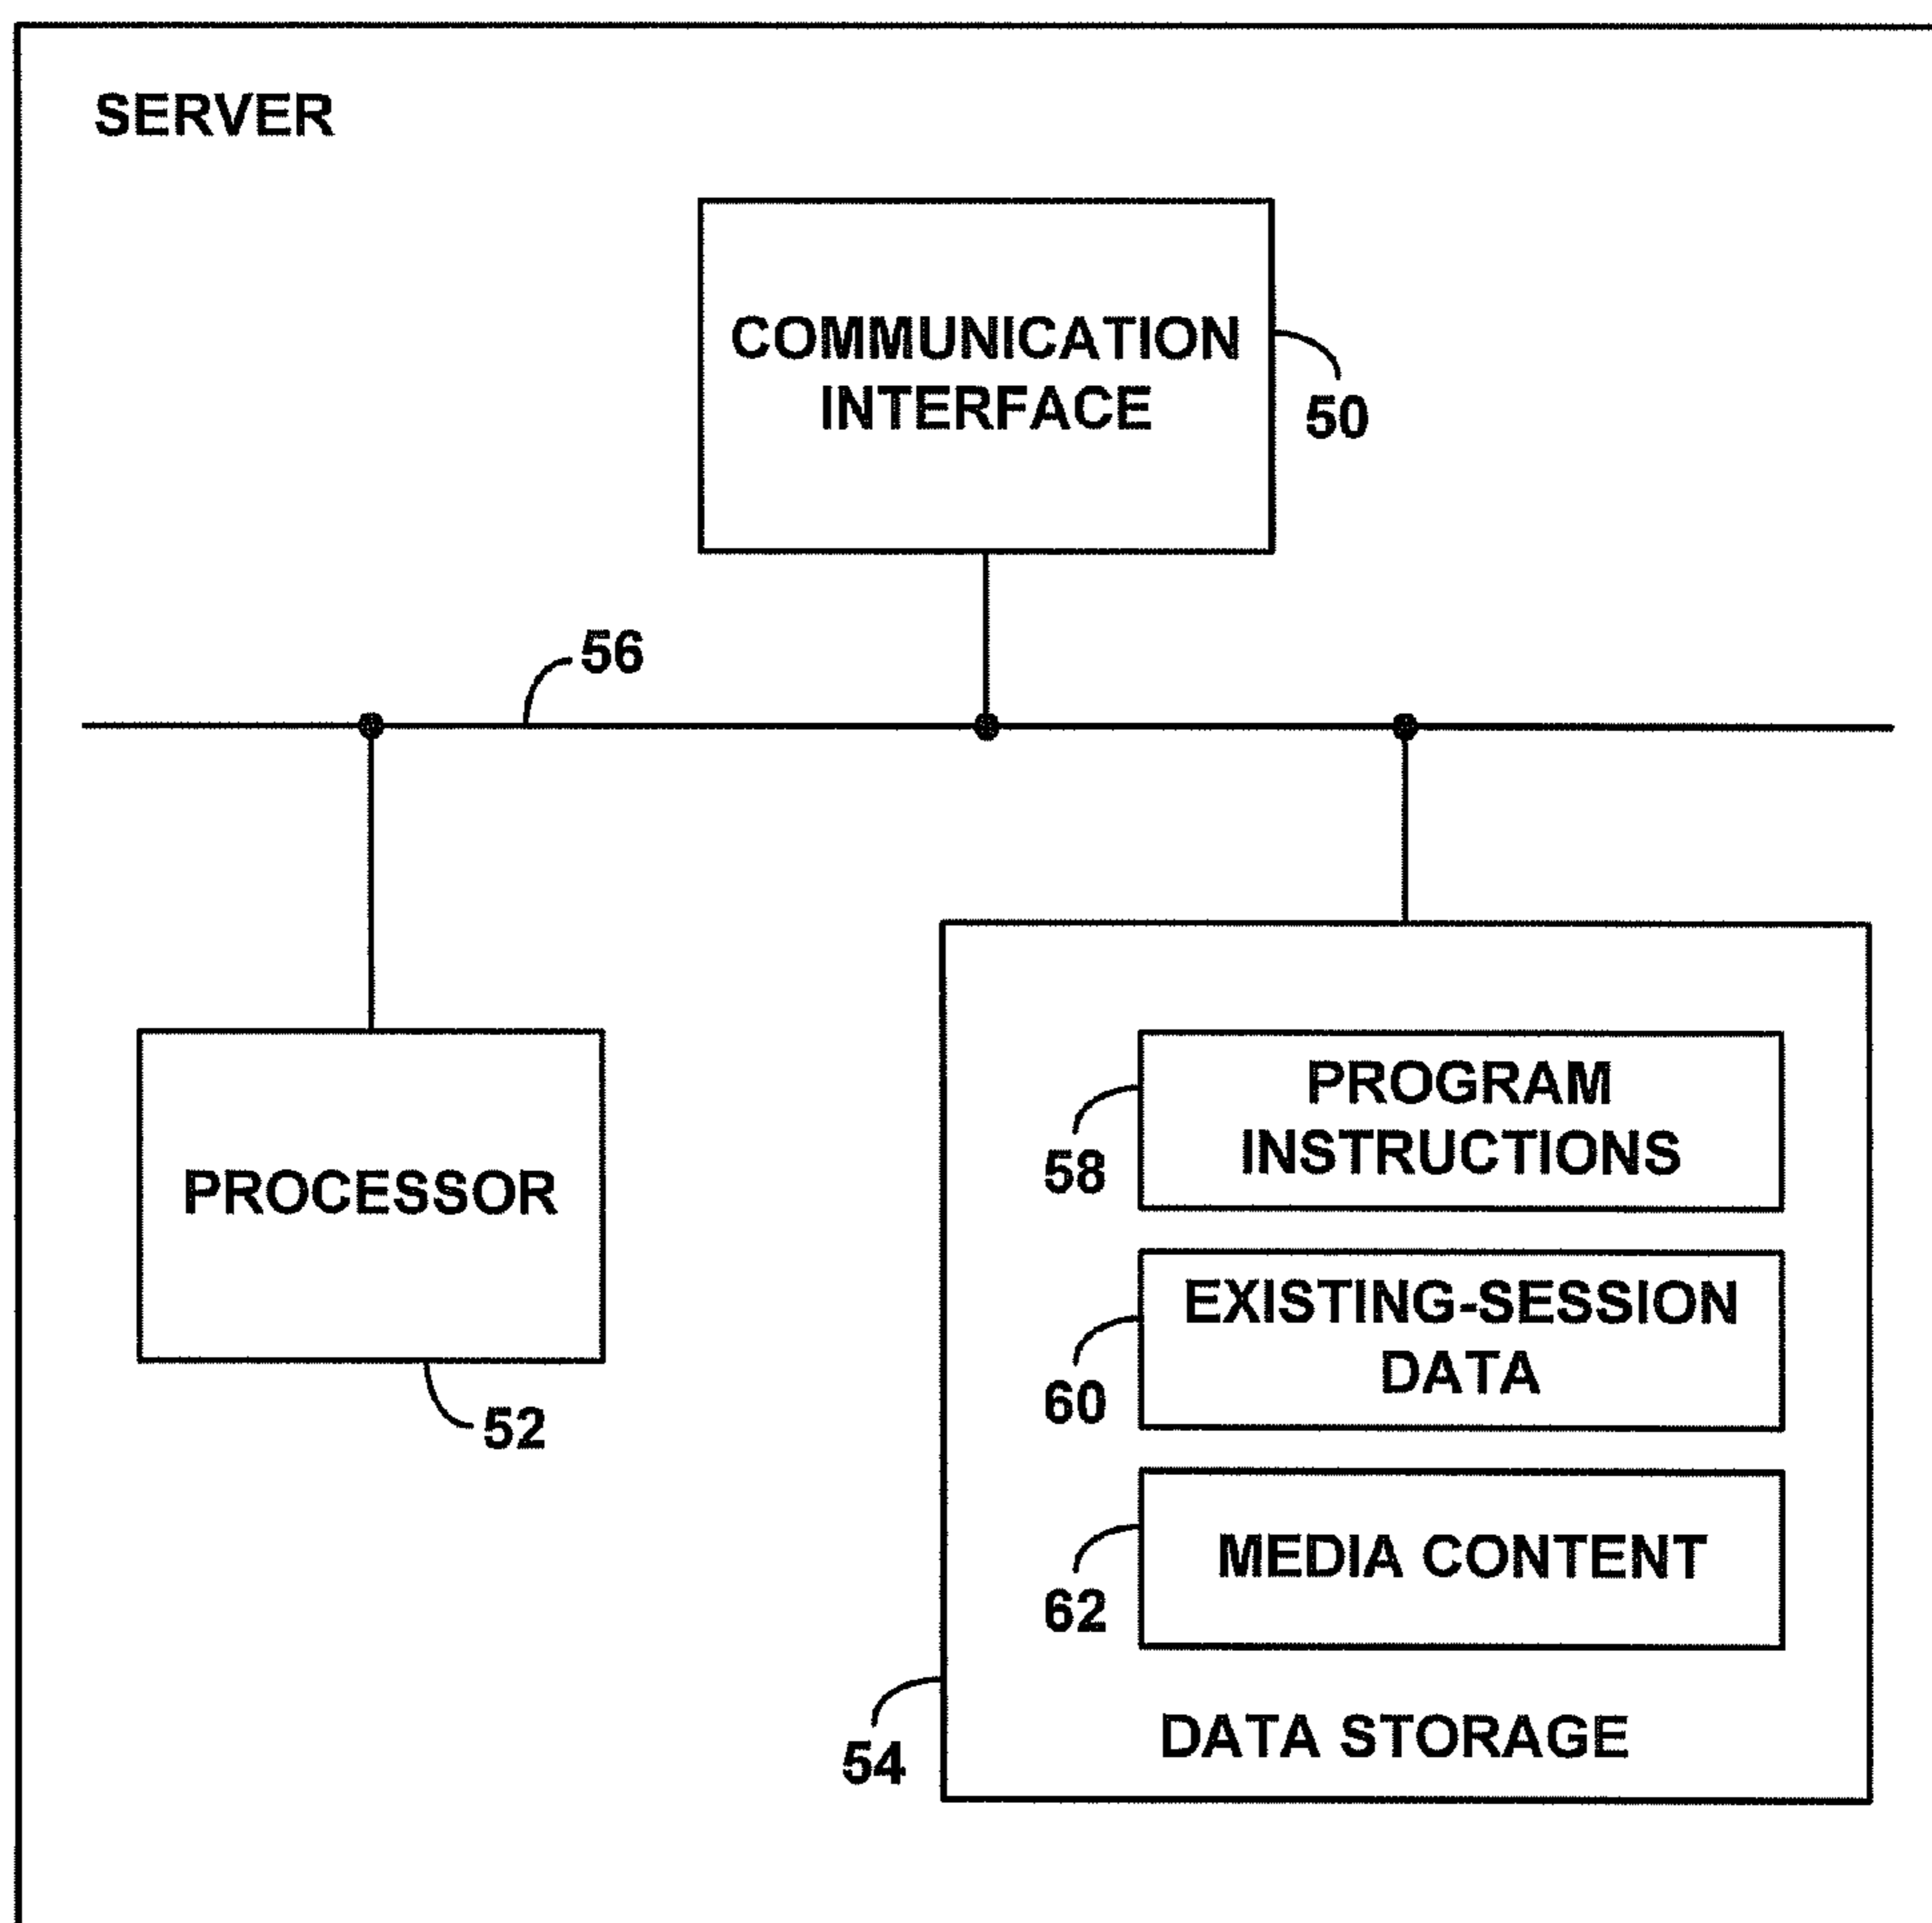 SERVER
COMMUNICATION
INTERFACE
50
56
PROCESSOR
52
PROGRAM
INSTRUCTIONS
58
EXISTING-SESSION
DATA
60
MEDIA CONTENT
62
DATA STORAGE
54